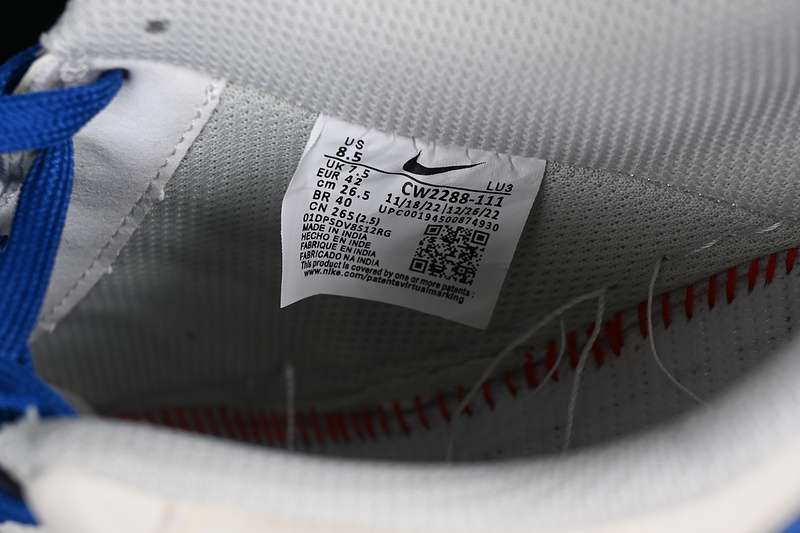 US
8.5
UK 7.5
EUR 42
cm 26.5
BR 40
CN 265(2.5)
LU3
CW2288-111
11/18/22 12/26/22
UPC00194500874930
01DPSDV8512RG
MADE IN INDIA
HECHO EN INDE
FABRIQUE EN INDIA
FABRICADO NA INDIA
This product is covered by one or more patents:
www.nike.com/patentsvirtualmarking